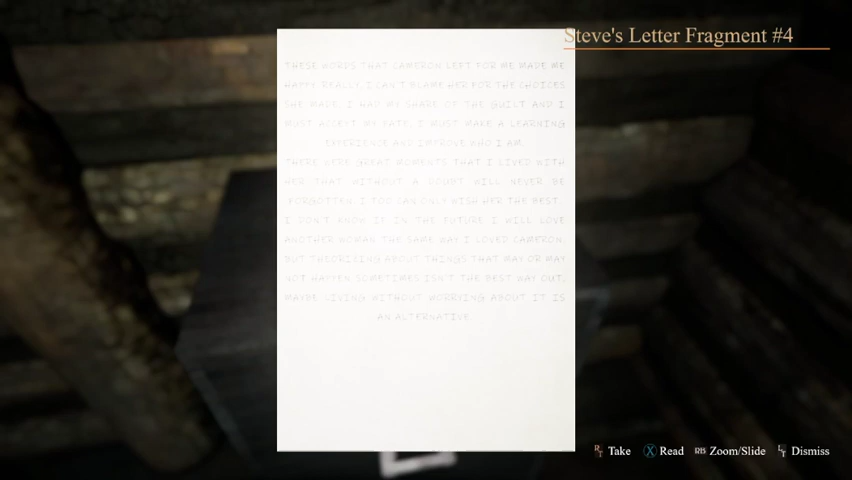 Steve's Letter Fragment #4
THESE WORDS THAT CAMERON LEFT FOR ME MADE ME
HAPPY REALLY. I CAN'T BLAME HER FOR THE CHOICES
SHE MADE. I HAD MY SHARE OF THE GUILT AND I
MUST ACCEPT MY FATE. I MUST MAKE A LEARNING
EXPERIENCE AND IMPROVE WHO I AM.
THERE WERE GREAT MOMENTS THAT I LIVED WITH
HER THAT WITHOUT A DOUBT WILL NEVER BE
FORGOTTEN. I TOO CAN ONLY WISH HER THE BEST.
I DON'T KNOW IF IN THE FUTURE I WILL LOVE
ANOTHER WOMAN THE SAME WAY I LOVED CAMERON,
BUT THEORIZING ABOUT THINGS THAT MAY OR MAY
NOT HAPPEN SOMETIMES ISN'T THE BEST WAY OUT,
MAYBE LIVING WITHOUT WORRYING ABOUT IT IS
AN ALTERNATIVE.
RT Take X Read RS Zoom/Slide LT Dismiss